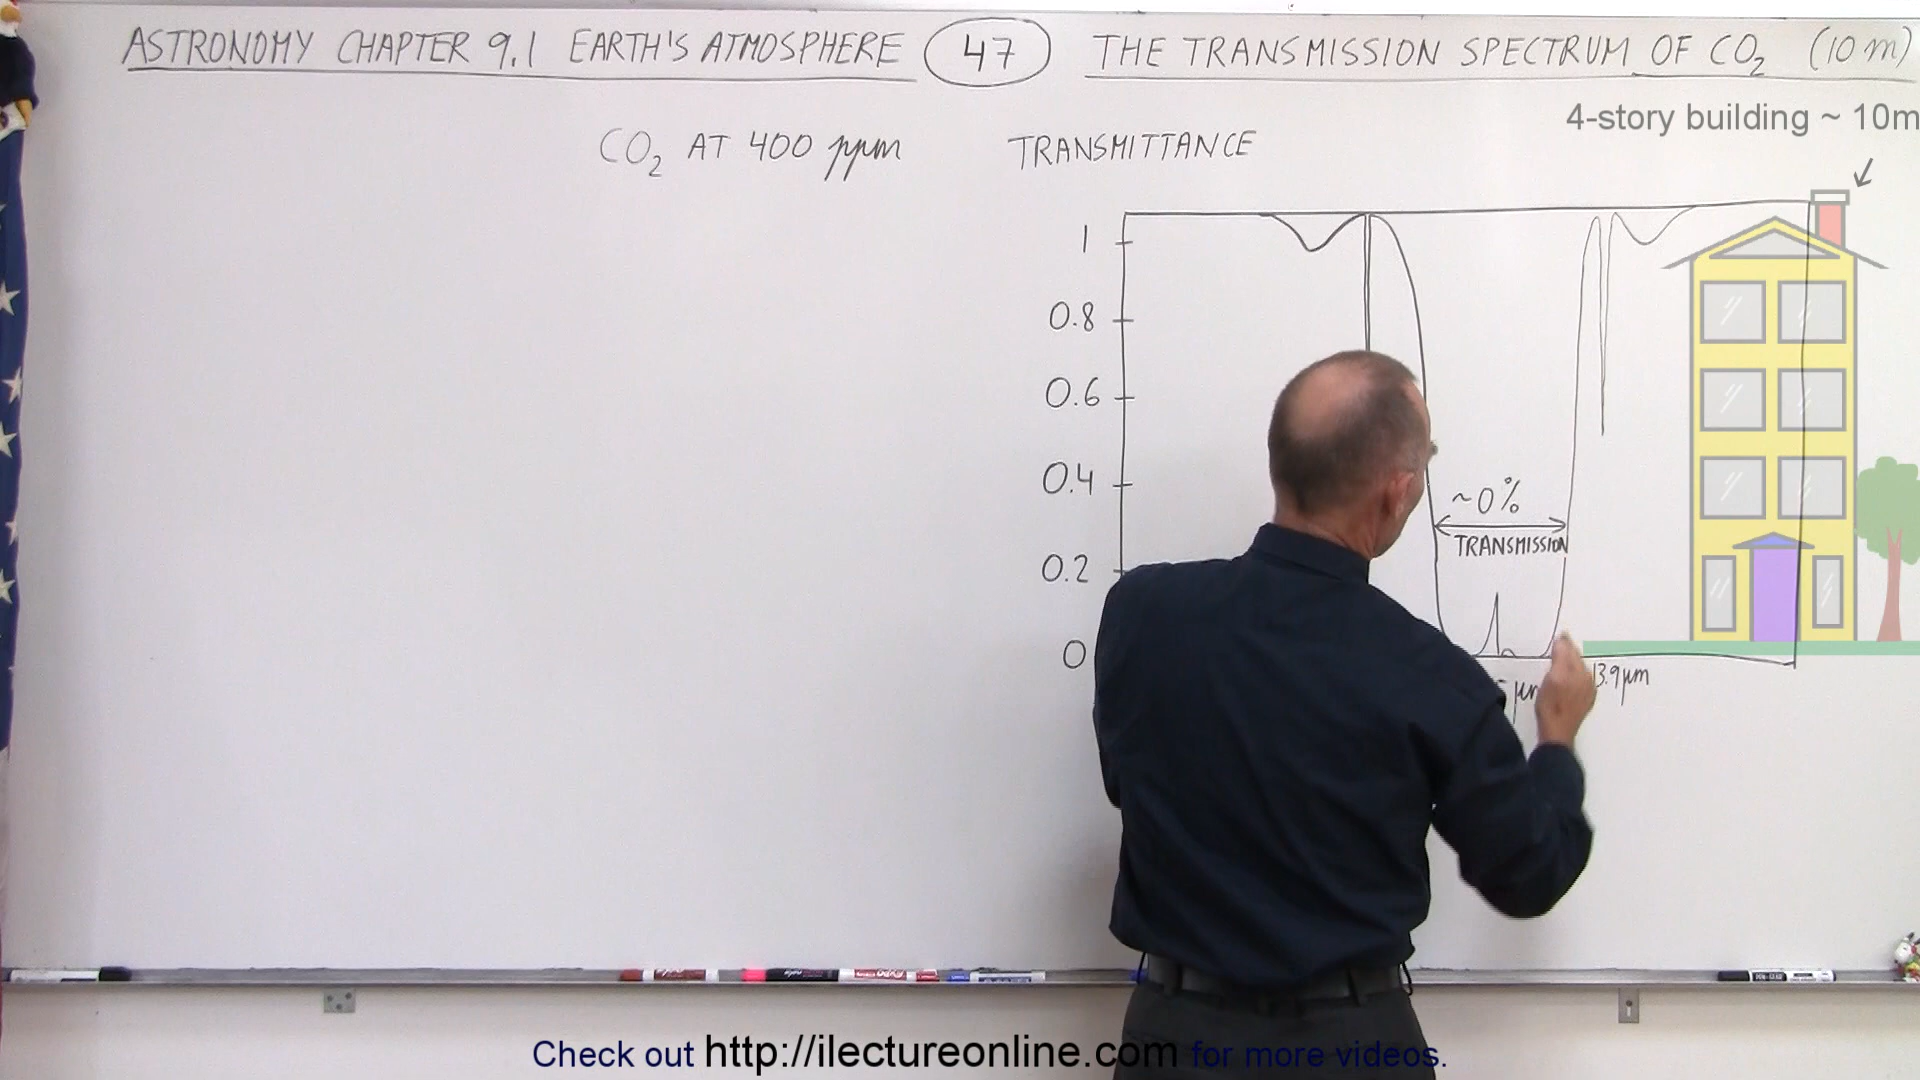 ASTRONOMY CHAPTER 9.1 EARTH'S ATMOSPHERE 47 THE TRANSMISSION SPECTRUM OF CO₂ (10 m)
4-story building ~ 10m
CO₂ AT 400 ppm TRANSMITTANCE
1
0.8
0.6
0.4
~0%
TRANSMISSION
0.2
0
13.9 μm
Check out http://ilectureonline.com for more videos.